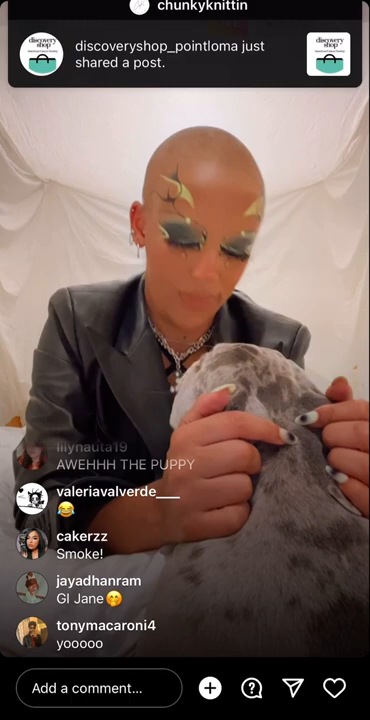 chunkyknittin
discoveryshop_pointloma just
shared a post.
discovery
shop
discovery
shop
lilynauta19
AWEHHH THE PUPPY
valeriavalverde___
😂
cakerzz
Smoke!
jayadhanram
GI Jane🤭
tonymacaroni4
yooooo
Add a comment...